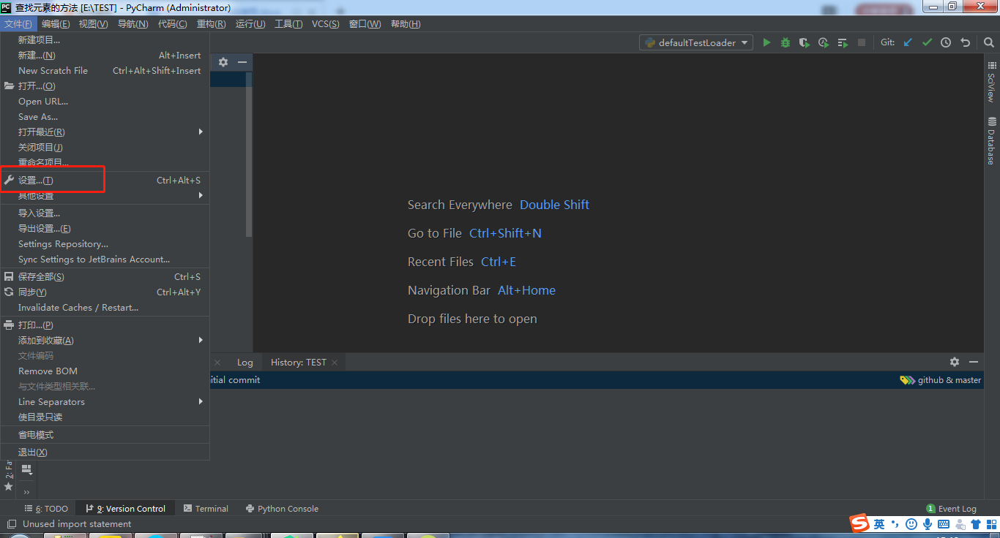 PC 查找元素的方法 [E:\TEST] - PyCharm (Administrator)
文件(F) 编辑(E) 视图(V) 导航(N) 代码(C) 重构(R) 运行(U) 工具(T) VCS(S) 窗口(W) 帮助(H)
defaultTestLoader Git:
新建项目...
新建...(N) Alt+Insert
New Scratch File Ctrl+Alt+Shift+Insert
打开...(O)
Open URL...
Save As...
打开最近(R)
关闭项目(J)
重命名项目...
设置...(T) Ctrl+Alt+S
其他设置
导入设置...
导出设置...(E)
Settings Repository...
Sync Settings to JetBrains Account...
保存全部(S) Ctrl+S
同步(Y) Ctrl+Alt+Y
Invalidate Caches / Restart...
打印...(P)
添加到收藏(A)
文件编码
Remove BOM
与文件类型相关联...
Line Separators
使目录只读
省电模式
退出(X)
Search Everywhere Double Shift
Go to File Ctrl+Shift+N
Recent Files Ctrl+E
Navigation Bar Alt+Home
Drop files here to open
SciView
Database
Log History: TEST
itial commit github & master
2: Fa
6: TODO 9: Version Control Terminal Python Console 1 Event Log
Unused import statement
S 英